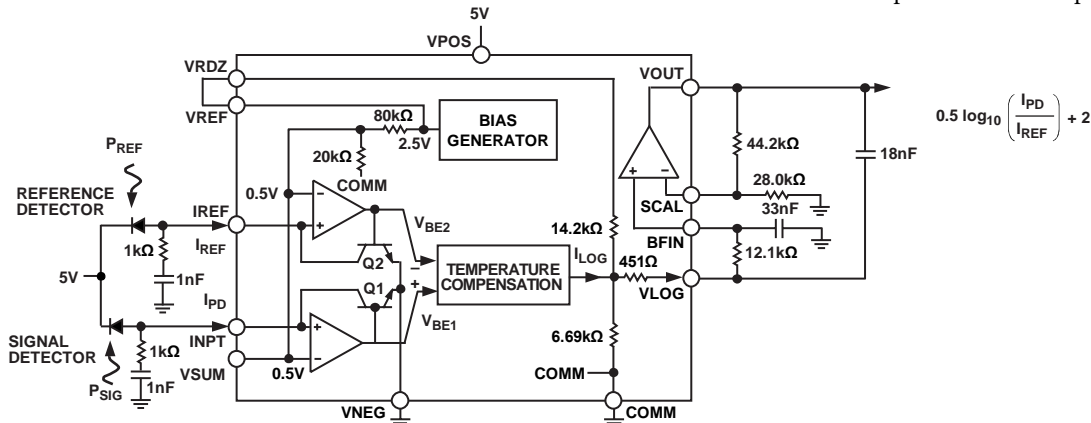 5V
VPOS
VRDZ
VREF
VOUT
80kΩ
2.5V
BIAS
GENERATOR
0.5 log10 (IPD/IREF) + 2
PREF
REFERENCE
DETECTOR
20kΩ
COMM
0.5V
44.2kΩ
18nF
28.0kΩ
SCAL
33nF
BFIN
IREF
IREF
1kΩ
1nF
VBE2
Q2
14.2kΩ
12.1kΩ
5V
Q1
TEMPERATURE
COMPENSATION
ILOG
451Ω
VLOG
IPD
INPT
VBE1
SIGNAL
DETECTOR
1kΩ
1nF
PSIG
VSUM
0.5V
6.69kΩ
COMM
VNEG
COMM